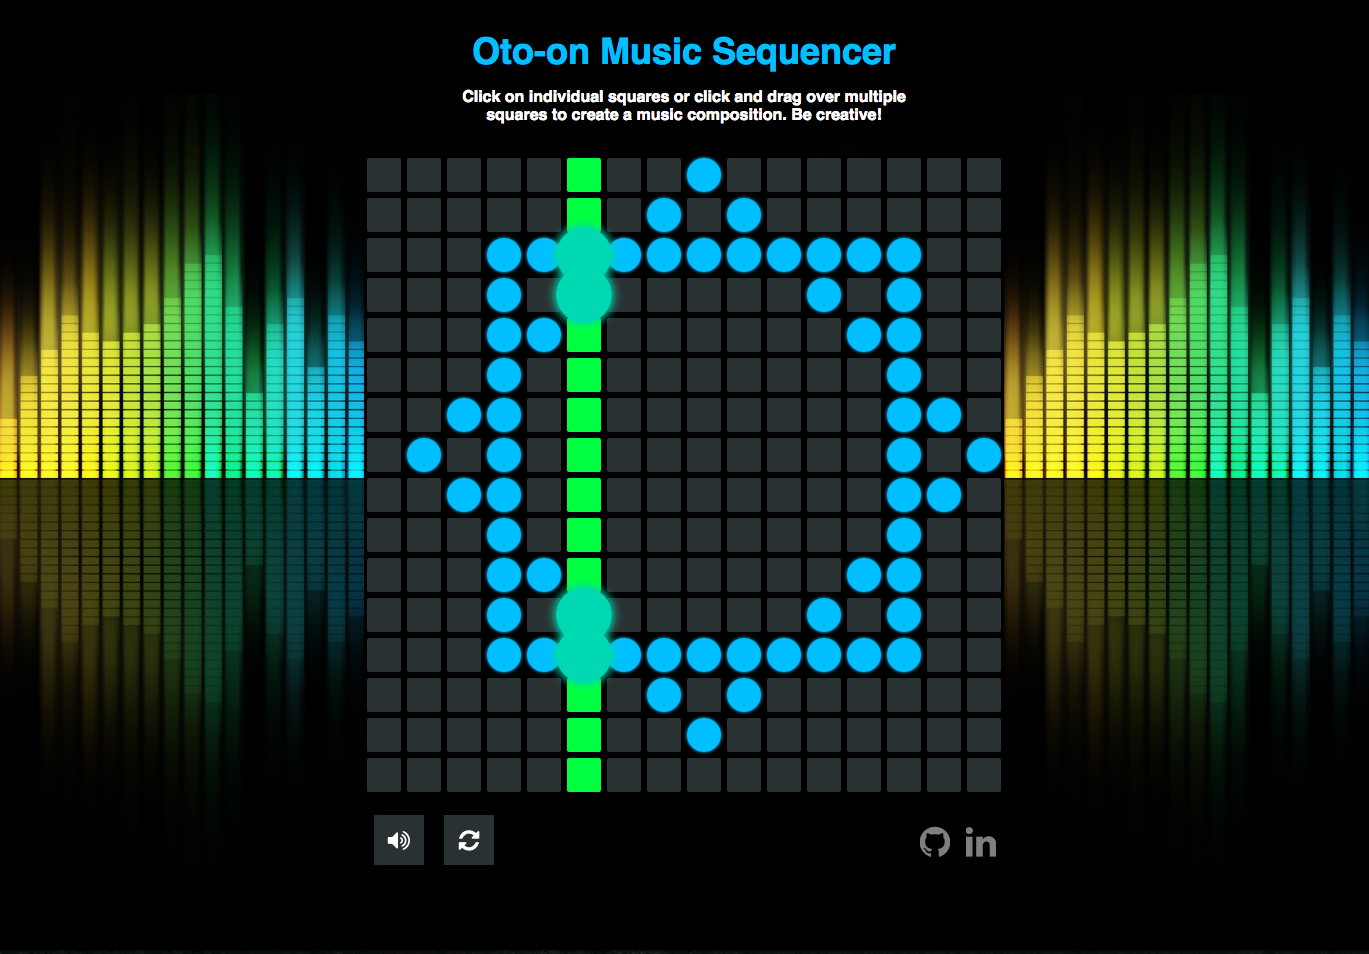 Oto-on Music Sequencer
Click on individual squares or click and drag over multiple
squares to create a music composition. Be creative!
in